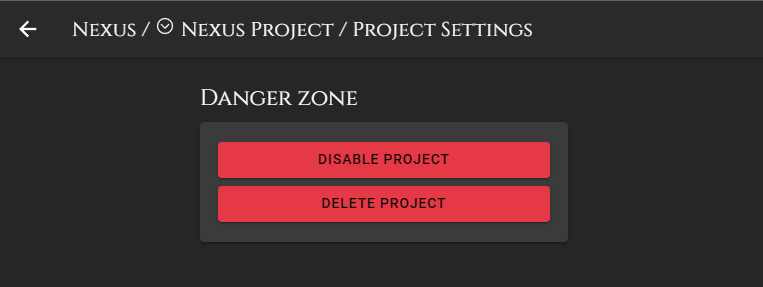 Nexus / Nexus Project / Project Settings
Danger zone
DISABLE PROJECT
DELETE PROJECT